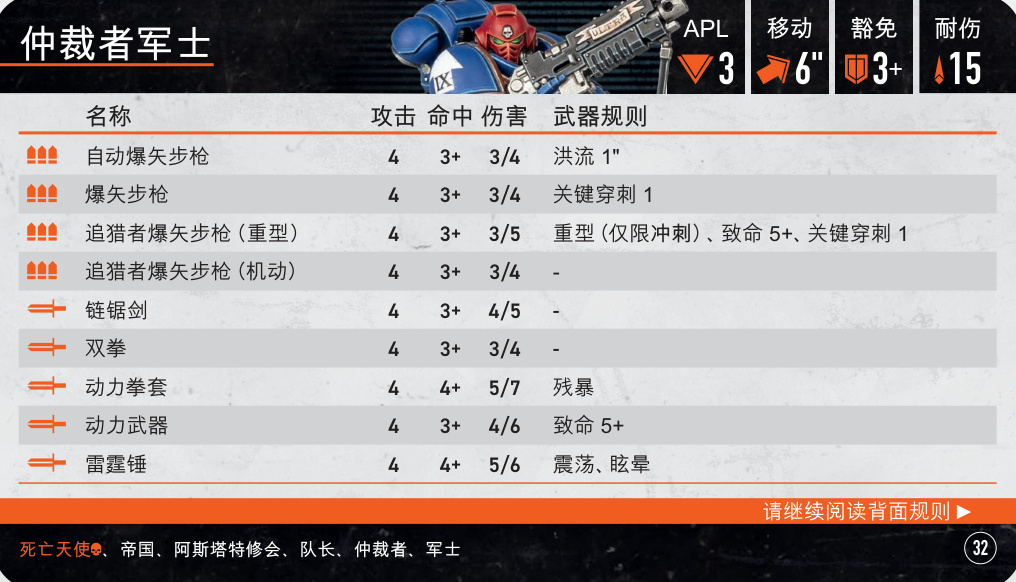 仲裁者军士
APL 移动 豁免 耐伤
3 6" 3+ 15
IX
名称 攻击 命中 伤害 武器规则
自动爆矢步枪 4 3+ 3/4 洪流 1"
爆矢步枪 4 3+ 3/4 关键穿刺 1
追猎者爆矢步枪（重型） 4 3+ 3/5 重型（仅限冲刺）、致命 5+、关键穿刺 1
追猎者爆矢步枪（机动） 4 3+ 3/4 -
链锯剑 4 3+ 4/5 -
双拳 4 3+ 3/4 -
动力拳套 4 4+ 5/7 残暴
动力武器 4 3+ 4/6 致命 5+
雷霆锤 4 4+ 5/6 震荡、眩晕
请继续阅读背面规则 ▶
死亡天使、帝国、阿斯塔特修会、队长、仲裁者、军士
32